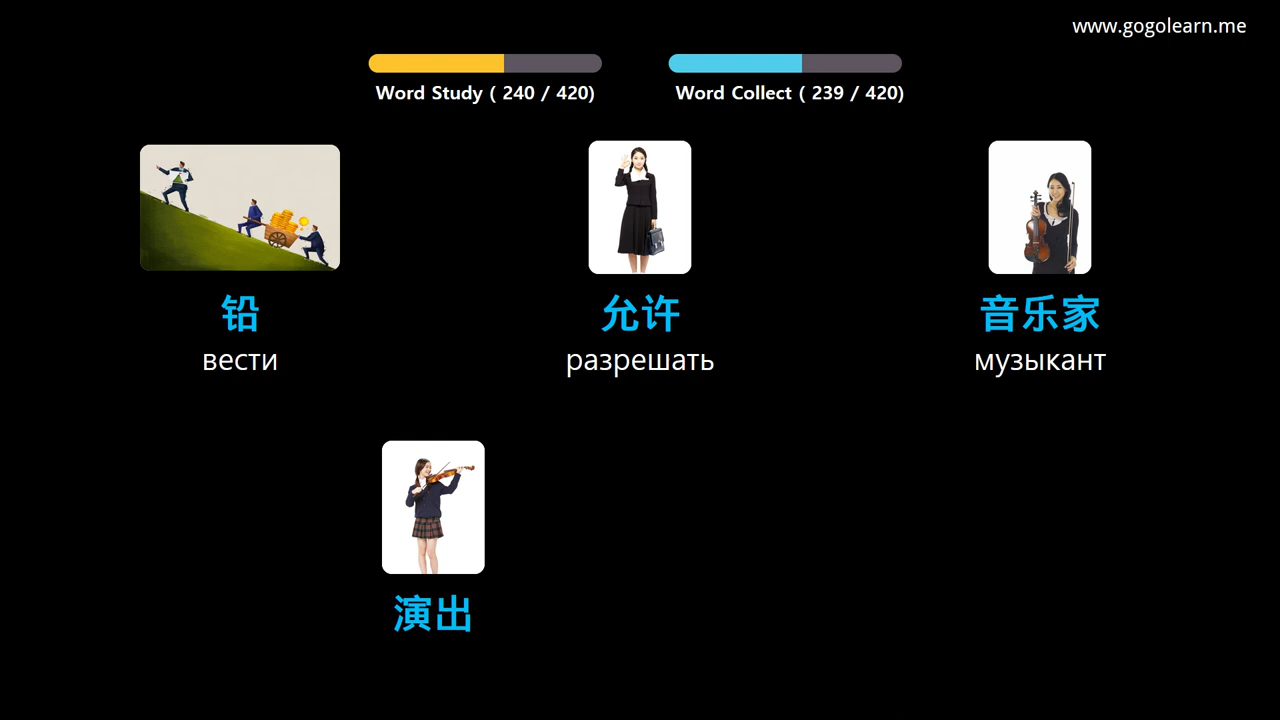 www.gogolearn.me
Word Study ( 240 / 420)
Word Collect ( 239 / 420)
铅
вести
允许
разрешать
音乐家
музыкант
演出